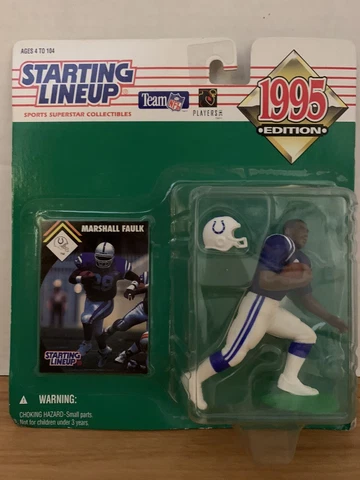 AGES 4 TO 104
STARTING
LINEUP
SPORTS SUPERSTAR COLLECTIBLES
Team NFL
PLAYERS
1995
EDITION
MARSHALL FAULK
28
STARTING
LINEUP
WARNING:
CHOKING HAZARD-Small parts.
Not for children under 3 years.